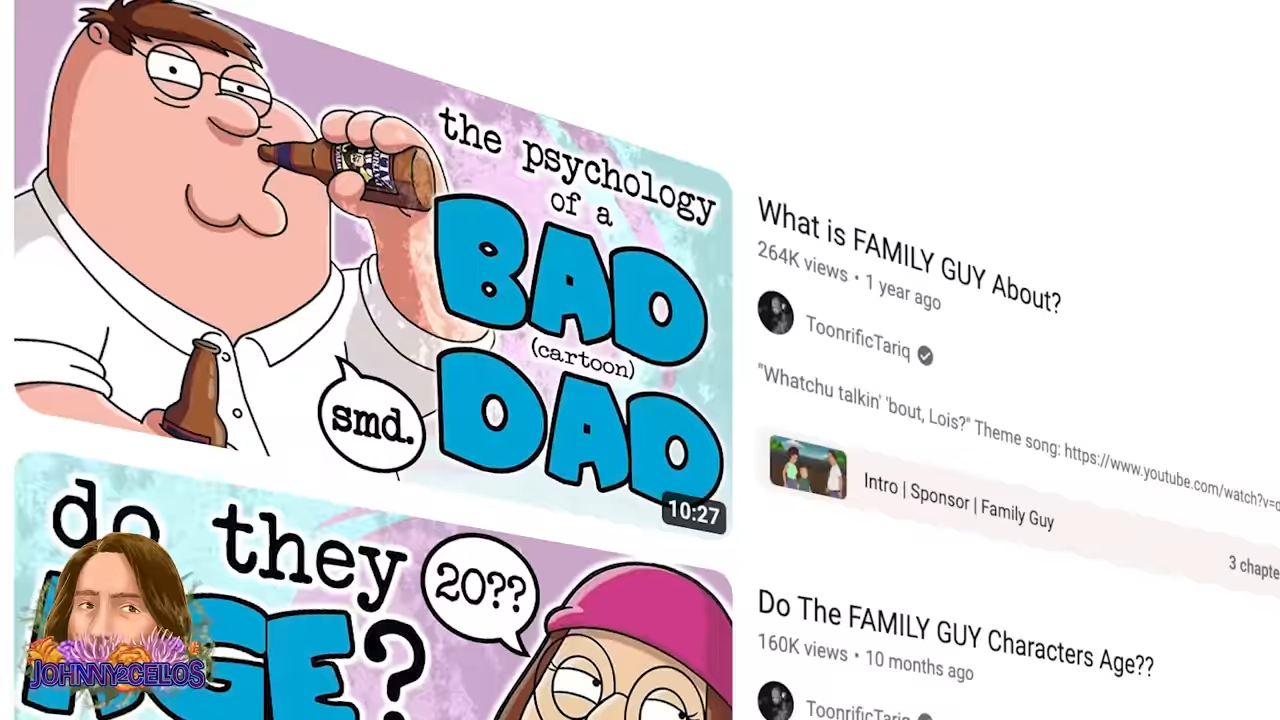 the psychology
of a
BAD
(cartoon)
DAD
smd.
10:27
What is FAMILY GUY About?
264K views • 1 year ago
ToonrificTariq
"Whatchu talkin' 'bout, Lois?" Theme song: https://www.youtube.com/watch?v=
Intro | Sponsor | Family Guy
3 chapte
do they
AGE?
20??
JOHNNY2CELLOS
Do The FAMILY GUY Characters Age??
160K views • 10 months ago
ToonrificTariq